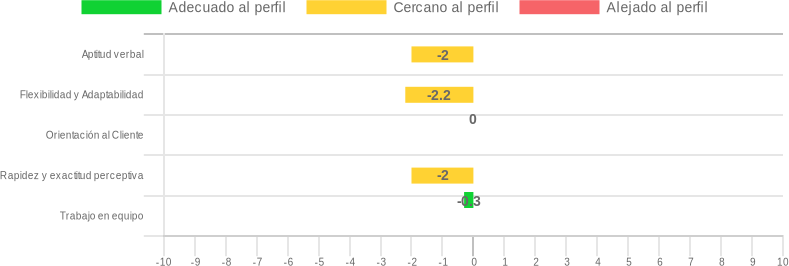 Adecuado al perfil Cercano al perfil Alejado al perfil
Aptitud verbal -2
Flexibilidad y Adaptabilidad -2.2
0
Orientación al Cliente
Rapidez y exactitud perceptiva -2
-0.3
Trabajo en equipo
-10 -9 -8 -7 -6 -5 -4 -3 -2 -1 0 1 2 3 4 5 6 7 8 9 10